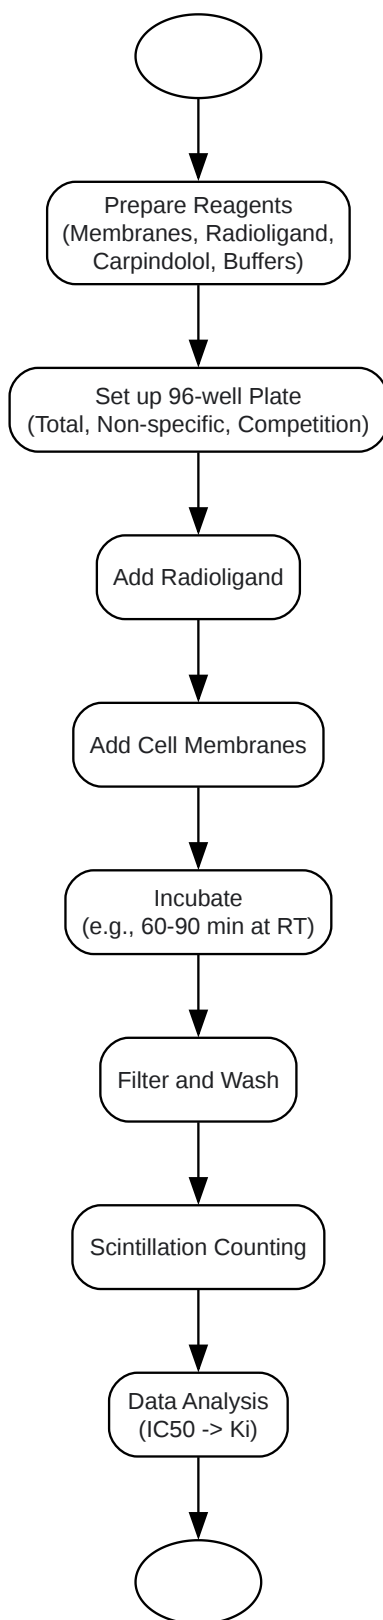 Prepare Reagents
(Membranes, Radioligand,
Carpindolol, Buffers)
Set up 96-well Plate
(Total, Non-specific, Competition)
Add Radioligand
Add Cell Membranes
Incubate
(e.g., 60-90 min at RT)
Filter and Wash
Scintillation Counting
Data Analysis
(IC50 -> Ki)